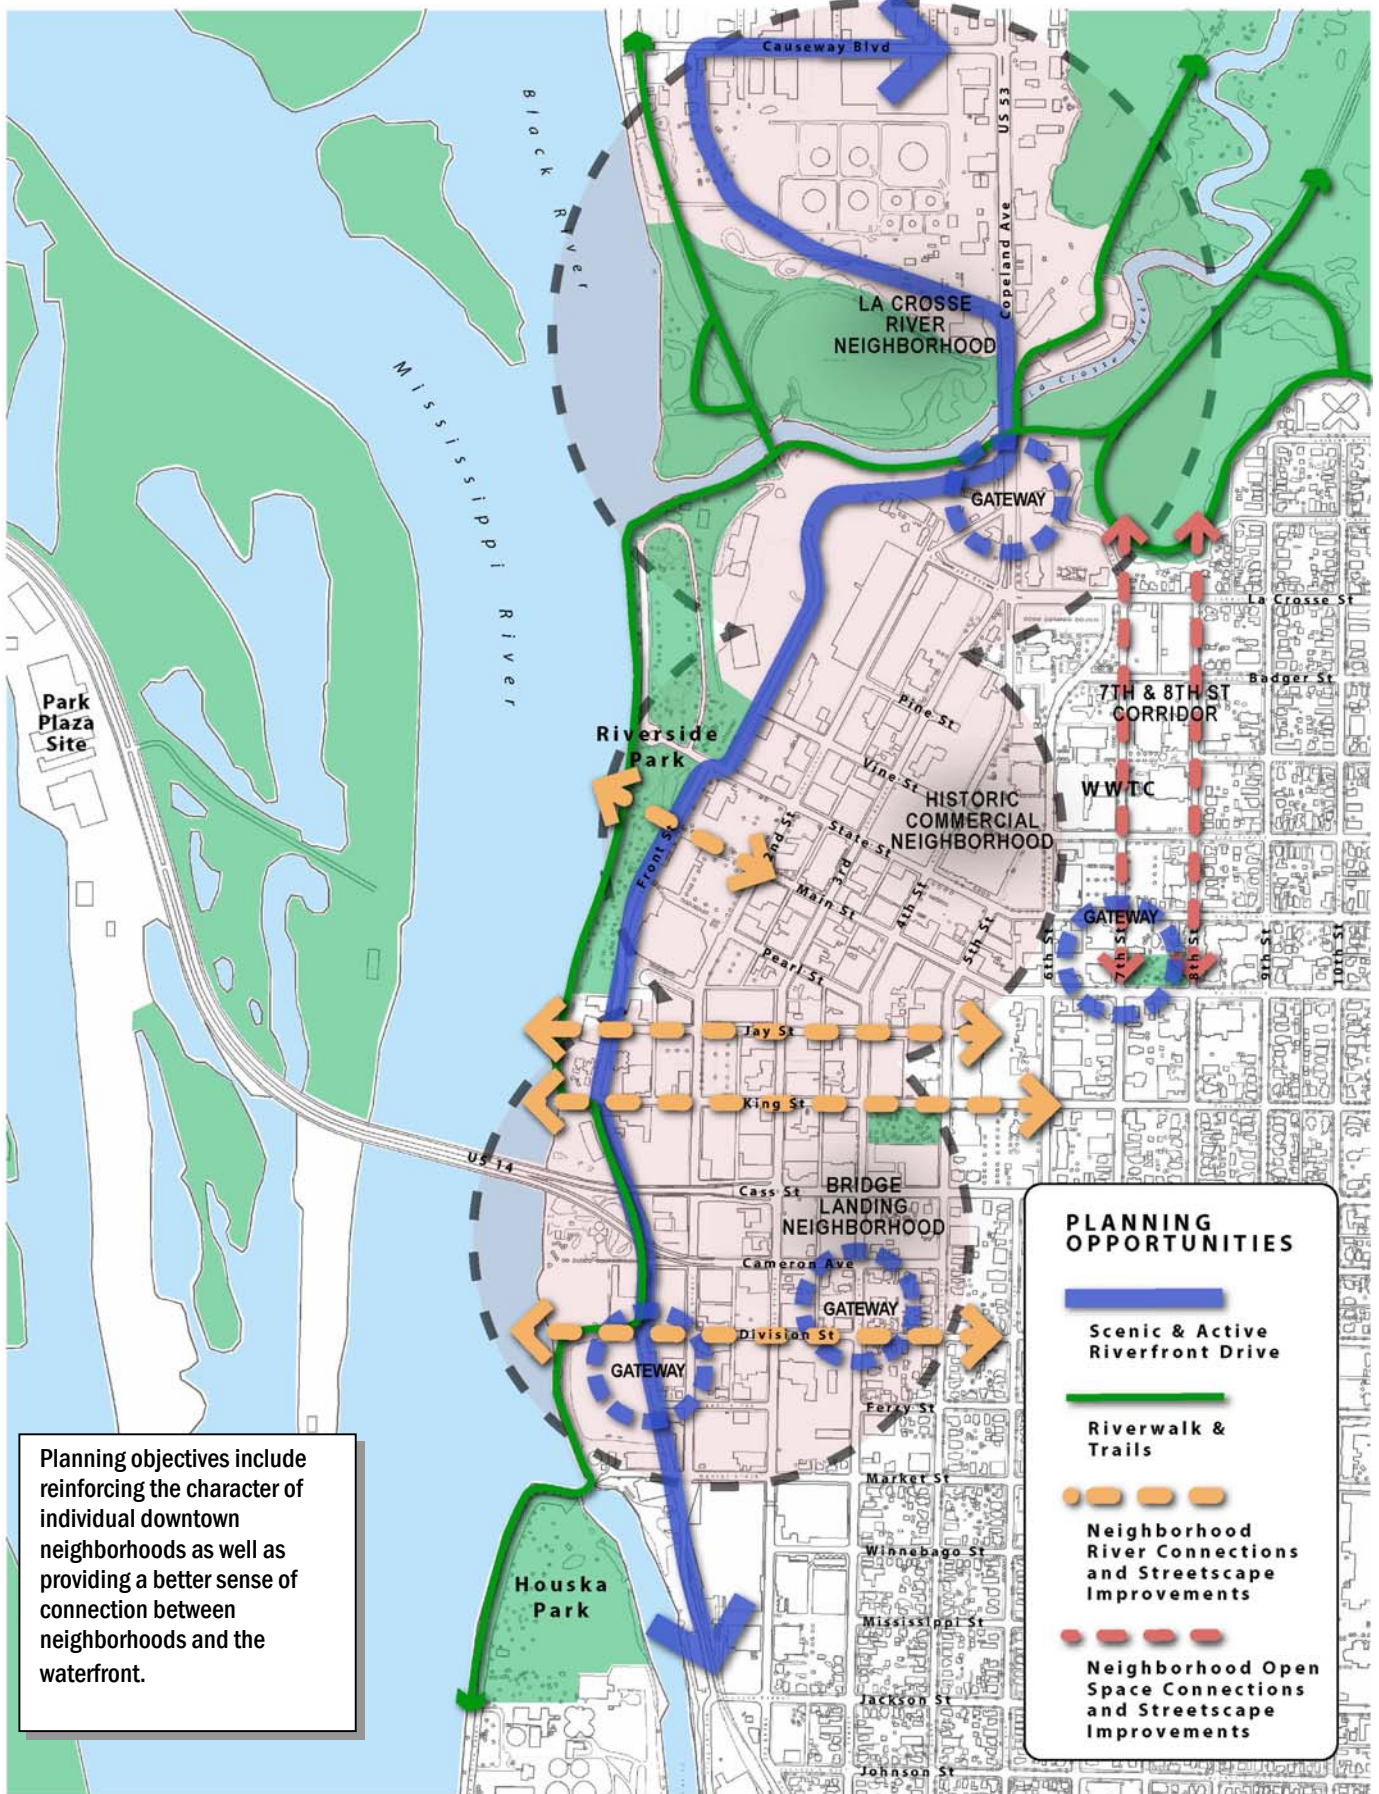 Causeway Blvd
Black River
US 53
Copeland Ave
LA CROSSE
RIVER
NEIGHBORHOOD
La Crosse River
Mississippi River
GATEWAY
La Crosse St
Badger St
7TH & 8TH ST
CORRIDOR
Park
Plaza
Site
Pine St
Riverside
Park
Vine St
WWTC
HISTORIC
COMMERCIAL
NEIGHBORHOOD
Front St
2nd St
State St
3rd
Main St
4th St
5th St
Pearl St
GATEWAY
6th St
7th St
8th St
9th St
10th St
Jay St
King St
US 14
Cass St
BRIDGE
LANDING
NEIGHBORHOOD
Cameron Ave
GATEWAY
Division St
GATEWAY
Ferry St
Market St
Winnebago St
Houska
Park
Mississippi St
Jackson St
Johnson St
PLANNING
OPPORTUNITIES
Scenic & Active
Riverfront Drive
Riverwalk &
Trails
Neighborhood
River Connections
and Streetscape
Improvements
Neighborhood Open
Space Connections
and Streetscape
Improvements
Planning objectives include
reinforcing the character of
individual downtown
neighborhoods as well as
providing a better sense of
connection between
neighborhoods and the
waterfront.